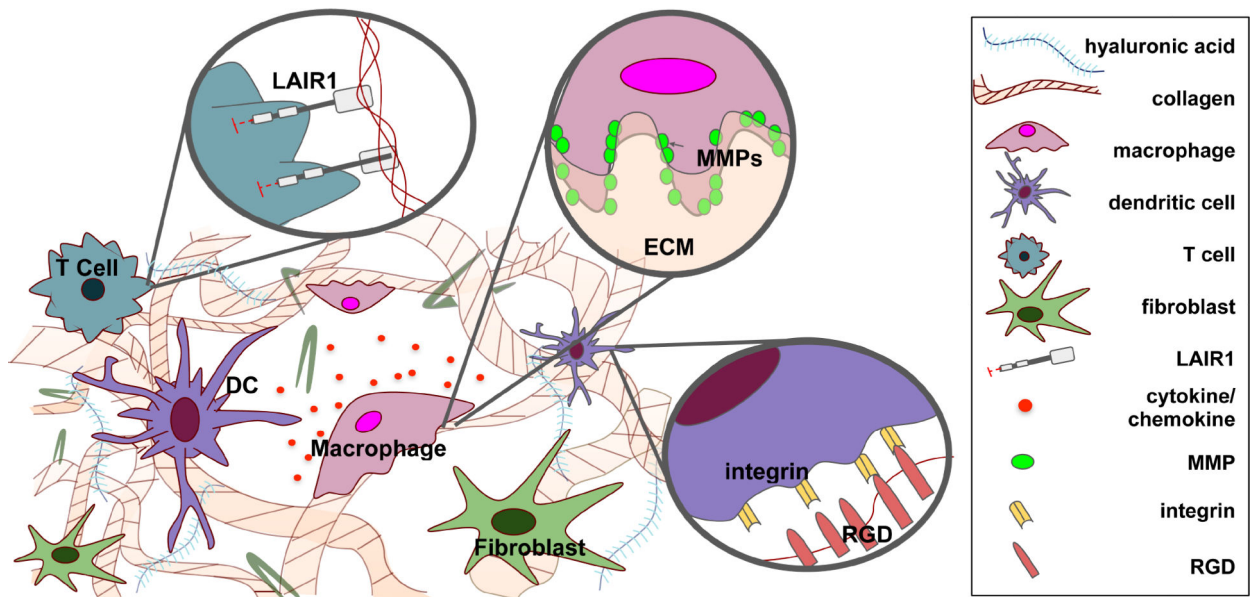 LAIR1
MMPs
ECM
T Cell
DC
Macrophage
Fibroblast
integrin
RGD
hyaluronic acid
collagen
macrophage
dendritic cell
T cell
fibroblast
LAIR1
cytokine/
chemokine
MMP
integrin
RGD